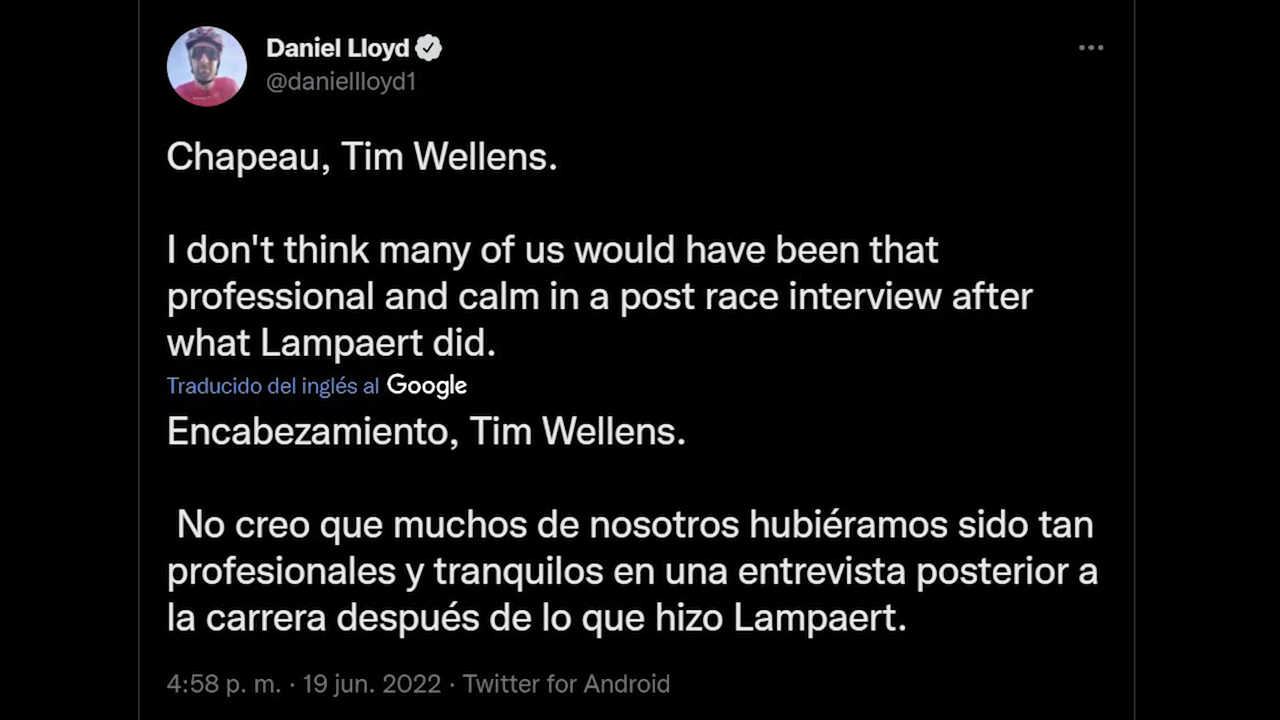 Daniel Lloyd
@daniellloyd1
Chapeau, Tim Wellens.
I don't think many of us would have been that
professional and calm in a post race interview after
what Lampaert did.
Traducido del inglés al Google
Encabezamiento, Tim Wellens.
No creo que muchos de nosotros hubiéramos sido tan
profesionales y tranquilos en una entrevista posterior a
la carrera después de lo que hizo Lampaert.
4:58 p. m. · 19 jun. 2022 · Twitter for Android